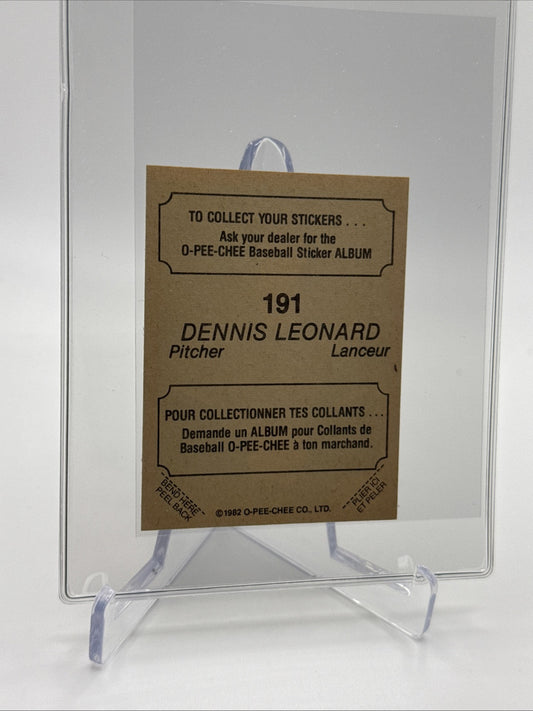 TO COLLECT YOUR STICKERS . . .
Ask your dealer for the
O-PEE-CHEE Baseball Sticker ALBUM
191
DENNIS LEONARD
Pitcher Lanceur
POUR COLLECTIONNER TES COLLANTS . . .
Demande un ALBUM pour Collants de
Baseball O-PEE-CHEE à ton marchand.
BEND HERE
PEEL BACK
PLIER ICI
ET PELER
©1982 O-PEE-CHEE CO., LTD.